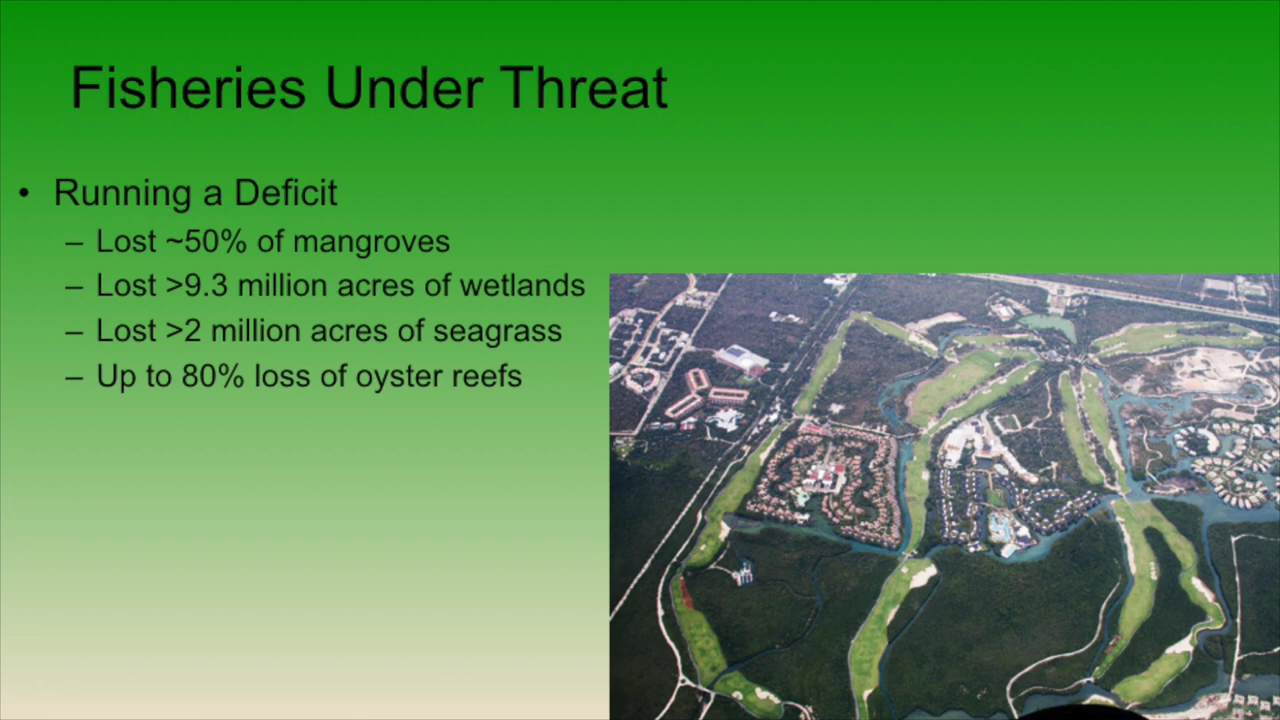 Fisheries Under Threat
• Running a Deficit
– Lost ~50% of mangroves
– Lost >9.3 million acres of wetlands
– Lost >2 million acres of seagrass
– Up to 80% loss of oyster reefs